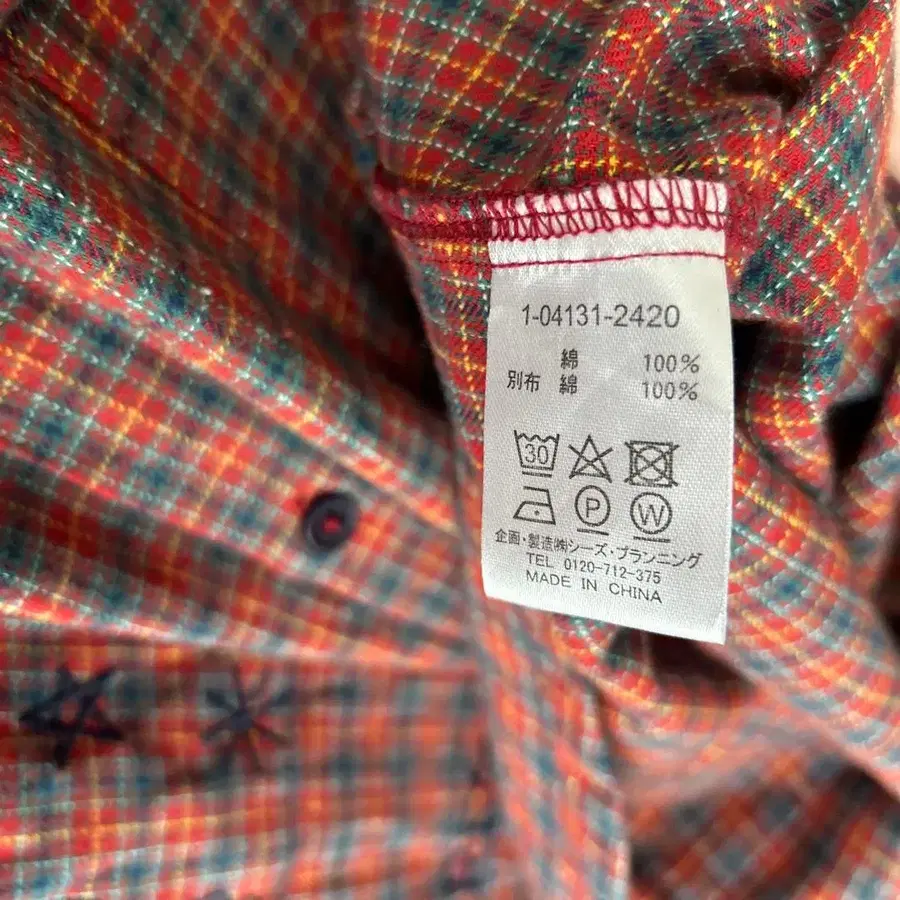 1-04131-2420
綿 100%
別布 綿 100%
30
P W
企画・製造㈱シーズ・プランニング
TEL 0120-712-375
MADE IN CHINA